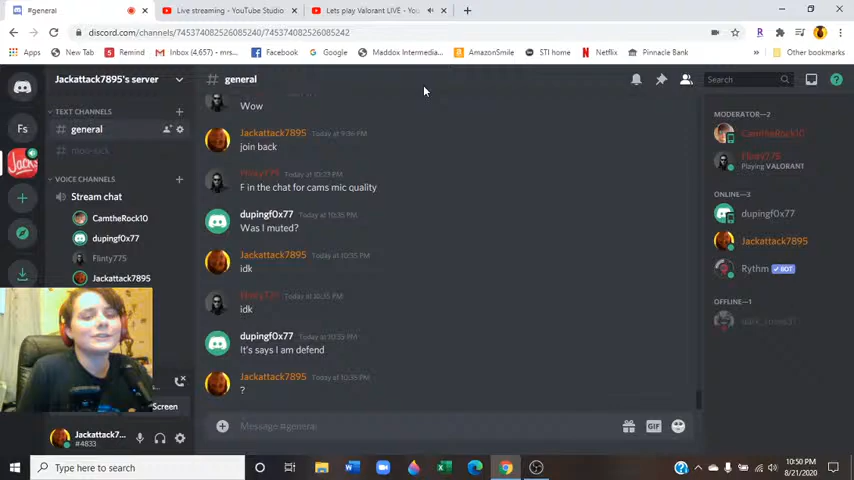 #general
Live streaming - YouTube Studio
Lets play Valorant LIVE - You
discord.com/channels/745374082526085240/745374082526085242
Apps
New Tab
Remind
Inbox (4,657) - mrs...
Facebook
Google
Maddox Intermedia...
AmazonSmile
STI home
Netflix
Pinnacle Bank
Other bookmarks
Jackattack7895's server
# general
Search
TEXT CHANNELS
# general
VOICE CHANNELS
Stream chat
CamtheRock10
dupingf0x77
Flinty775
Jackattack7895
Screen
Jackattack7...
#4833
Wow
Jackattack7895 Today at 9:36 PM
join back
Flinty775 Today at 10:23 PM
F in the chat for cams mic quality
dupingf0x77 Today at 10:35 PM
Was I muted?
Jackattack7895 Today at 10:35 PM
idk
Flinty775 Today at 10:35 PM
idk
dupingf0x77 Today at 10:35 PM
It's says I am defend
Jackattack7895 Today at 10:35 PM
?
Message #general
GIF
MODERATOR—2
CamtheRock10
Flinty775
Playing VALORANT
ONLINE—3
dupingf0x77
Jackattack7895
Rythm ✓BOT
OFFLINE—1
Type here to search
10:50 PM
8/21/2020